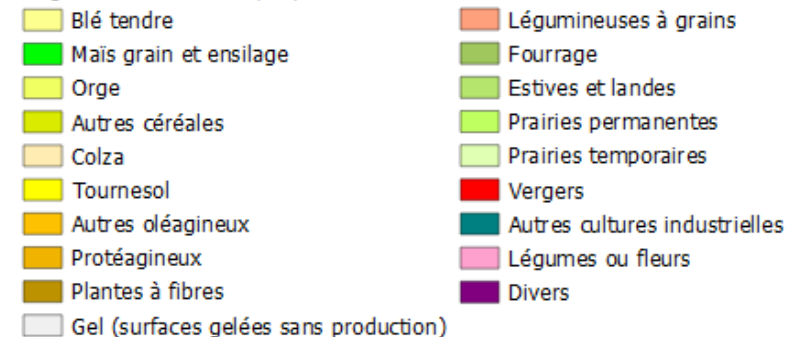 Blé tendre
Maïs grain et ensilage
Orge
Autres céréales
Colza
Tournesol
Autres oléagineux
Protéagineux
Plantes à fibres
Gel (surfaces gelées sans production)
Légumineuses à grains
Fourrage
Estives et landes
Prairies permanentes
Prairies temporaires
Vergers
Autres cultures industrielles
Légumes ou fleurs
Divers